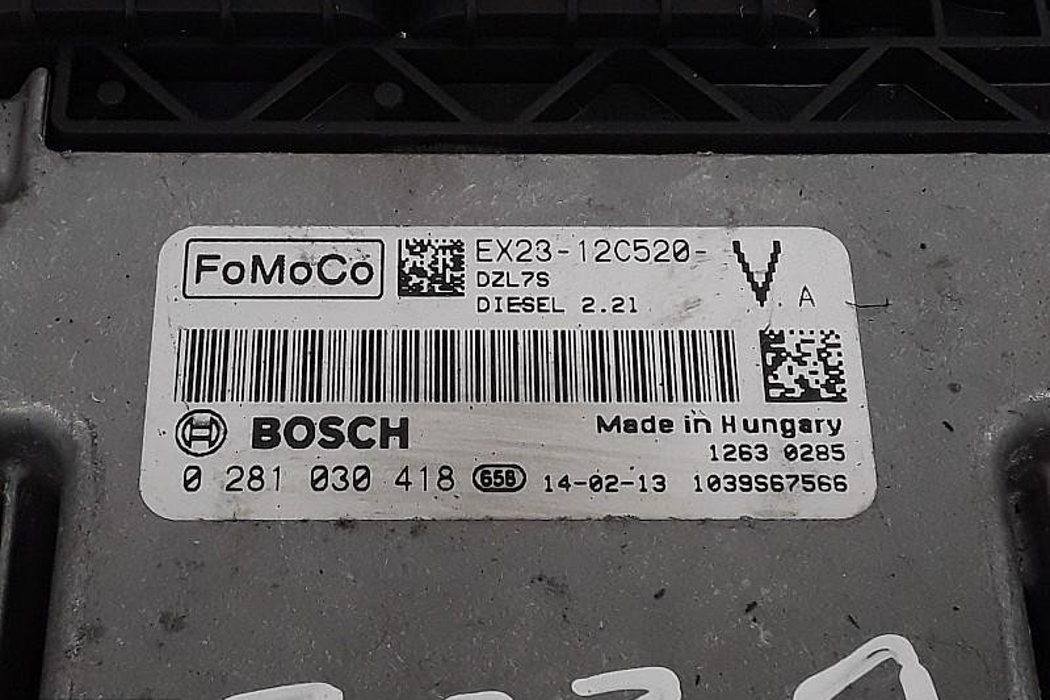 FoMoCo
EX23-12C520- V A
DZL7S
DIESEL 2.2l
BOSCH
Made in Hungary
1263 0285
0 281 030 418 658 14-02-13 1039S67566